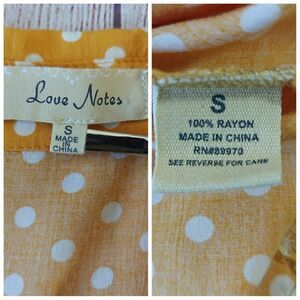 Love Notes
S
MADE IN
CHINA
S
100% RAYON
MADE IN CHINA
RN#89970
SEE REVERSE FOR CARE